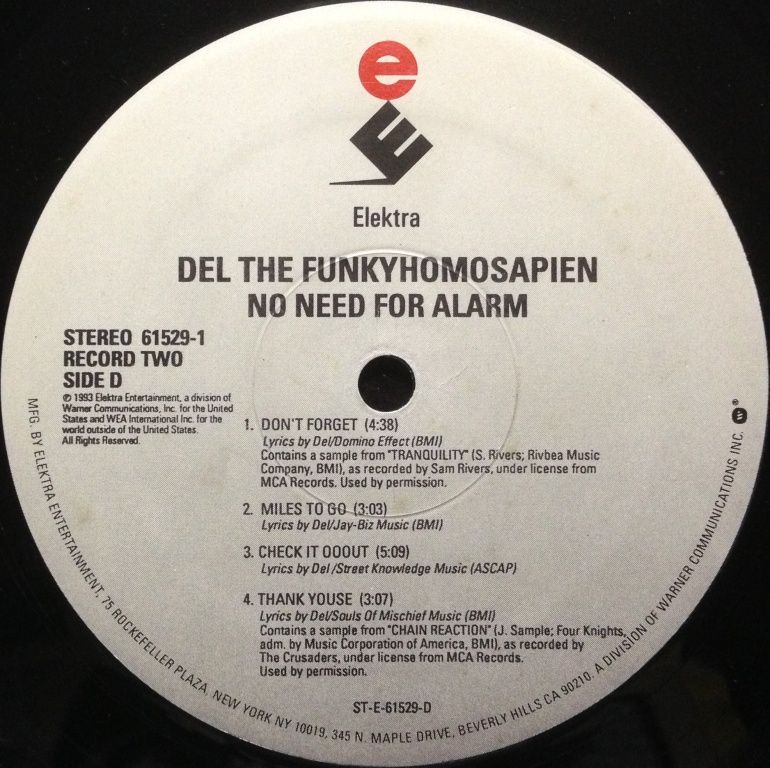 e
E
Elektra
DEL THE FUNKYHOMOSAPIEN
NO NEED FOR ALARM
STEREO 61529-1
RECORD TWO
SIDE D
℗ 1993 Elektra Entertainment, a division of
Warner Communications, Inc. for the United
States and WEA International Inc. for the
world outside of the United States.
All Rights Reserved.
1. DON'T FORGET (4:38)
Lyrics by Del/Domino Effect (BMI)
Contains a sample from "TRANQUILITY" (S. Rivers; Rivbea Music
Company, BMI), as recorded by Sam Rivers, under license from
MCA Records. Used by permission.
2. MILES TO GO (3:03)
Lyrics by Del/Jay-Biz Music (BMI)
3. CHECK IT OOOUT (5:09)
Lyrics by Del /Street Knowledge Music (ASCAP)
4. THANK YOUSE (3:07)
Lyrics by Del/Souls Of Mischief Music (BMI)
Contains a sample from "CHAIN REACTION" (J. Sample; Four Knights,
adm. by Music Corporation of America, BMI), as recorded by
The Crusaders, under license from MCA Records.
Used by permission.
ST-E-61529-D
MFG. BY ELEKTRA ENTERTAINMENT, 75 ROCKEFELLER PLAZA, NEW YORK NY 10019, 345 N. MAPLE DRIVE, BEVERLY HILLS CA 90210. A DIVISION OF WARNER COMMUNICATIONS INC. W ®